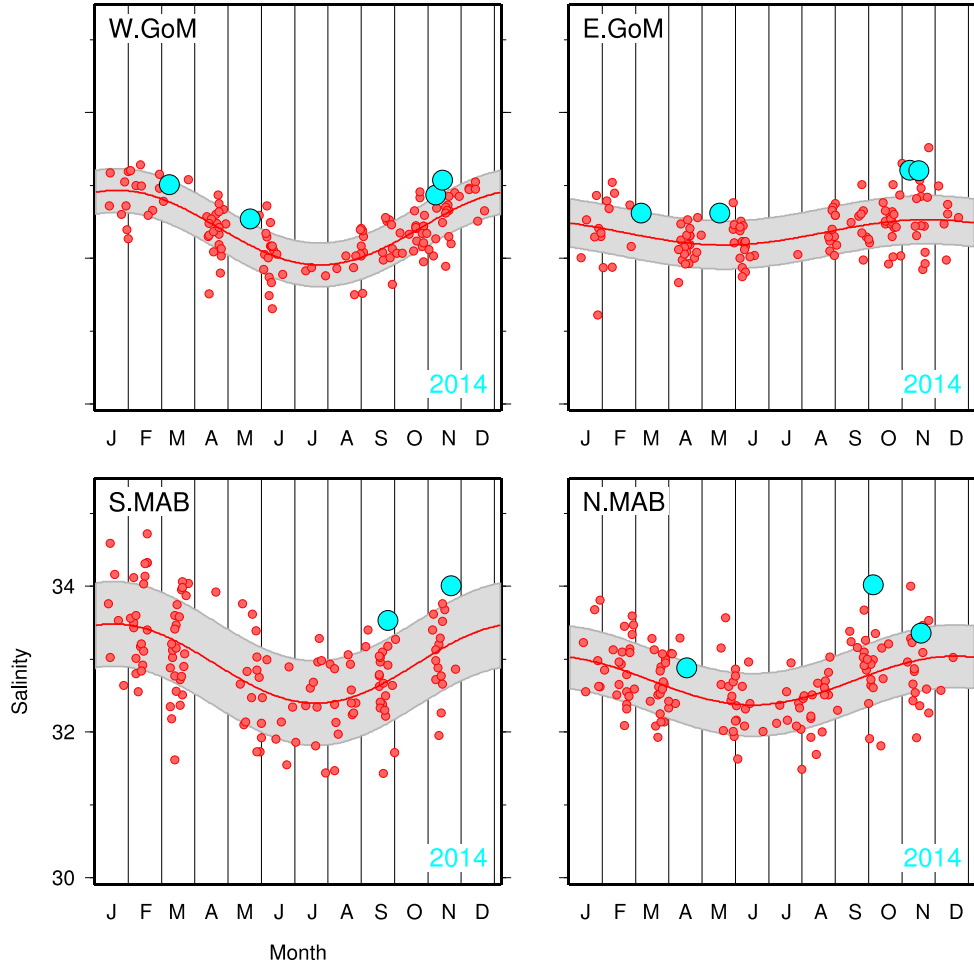 W.GoM
E.GoM
2014
2014
J F M A M J J A S O N D
J F M A M J J A S O N D
S.MAB
N.MAB
34
32
30
Salinity
2014
2014
J F M A M J J A S O N D
J F M A M J J A S O N D
Month